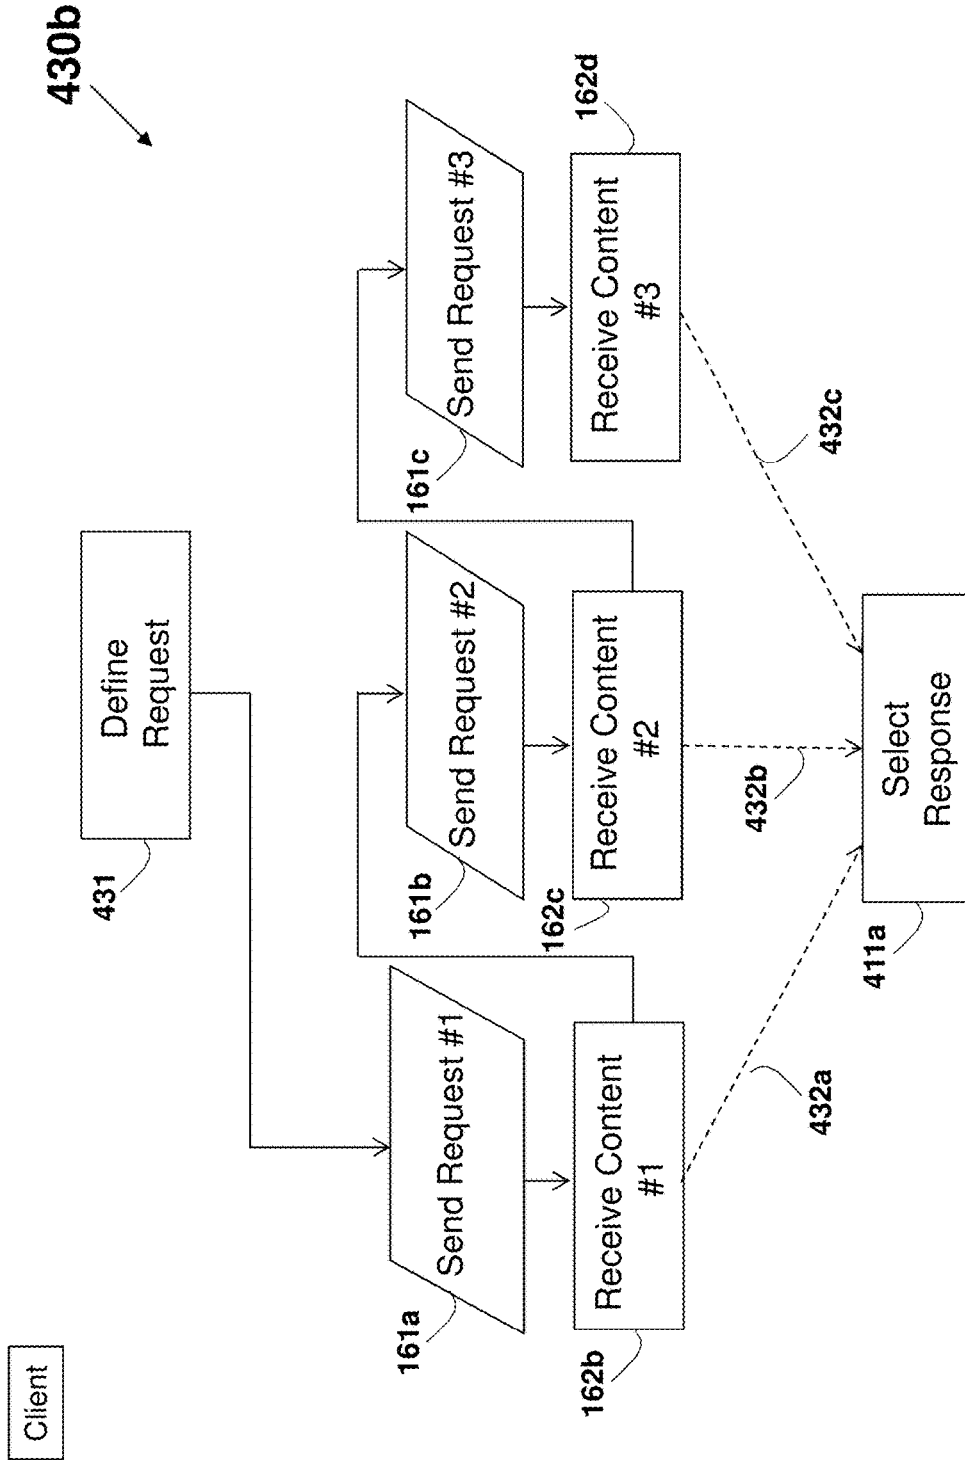 Client
430b
Define
Request
431
Send Request #1
161a
Receive Content
#1
162b
Send Request #2
161b
Receive Content
#2
162c
Send Request #3
161c
Receive Content
#3
162d
432a
432b
432c
Select
Response
411a